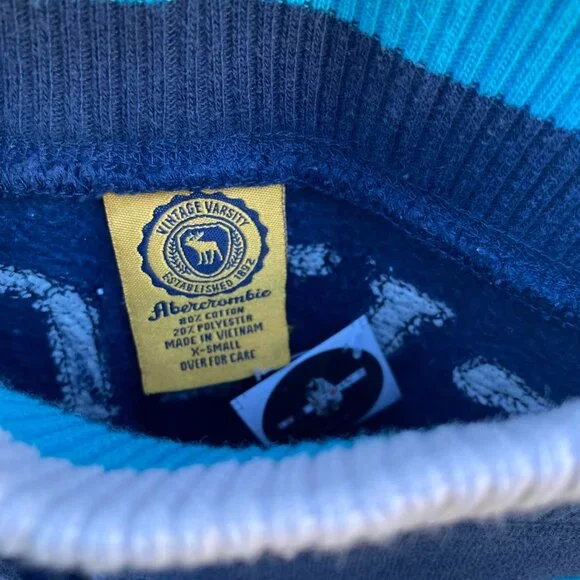 VINTAGE VARSITY
ESTABLISHED 1892
Abercrombie
80% COTTON
20% POLYESTER
MADE IN VIETNAM
X-SMALL
OVER FOR CARE